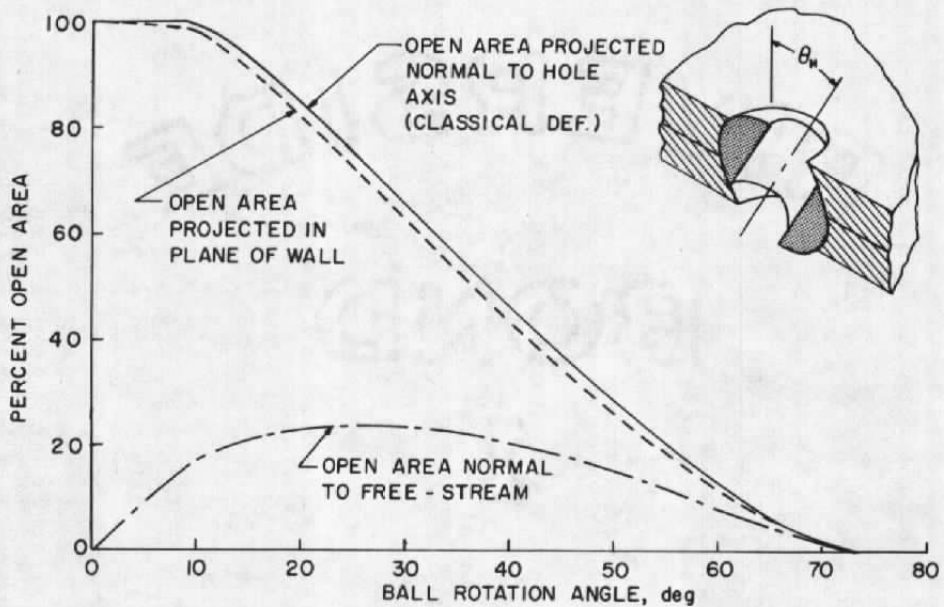 100
80
60
40
20
0
PERCENT OPEN AREA
OPEN AREA PROJECTED
NORMAL TO HOLE
AXIS
(CLASSICAL DEF.)
OPEN AREA
PROJECTED IN
PLANE OF WALL
OPEN AREA NORMAL
TO FREE - STREAM
θH
0 10 20 30 40 50 60 70 80
BALL ROTATION ANGLE, deg